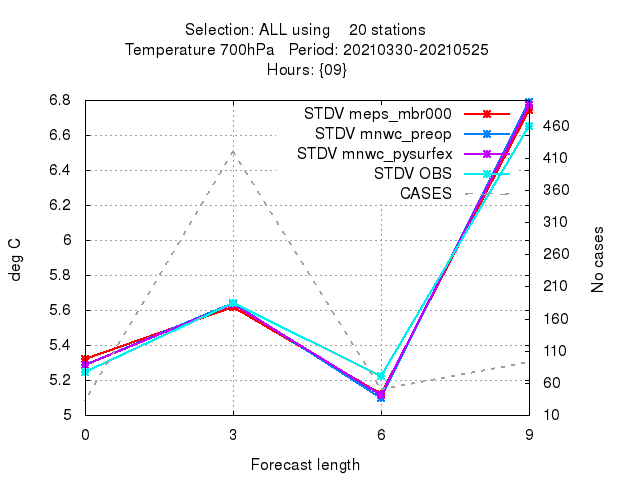 Selection: ALL using 20 stations
Temperature 700hPa Period: 20210330-20210525
Hours: {09}
STDV meps_mbr000
STDV mnwc_preop
STDV mnwc_pysurfex
STDV OBS
CASES
deg C
6.8
6.6
6.4
6.2
6
5.8
5.6
5.4
5.2
5
460
410
360
310
260
210
160
110
60
10
No cases
0 3 6 9
Forecast length